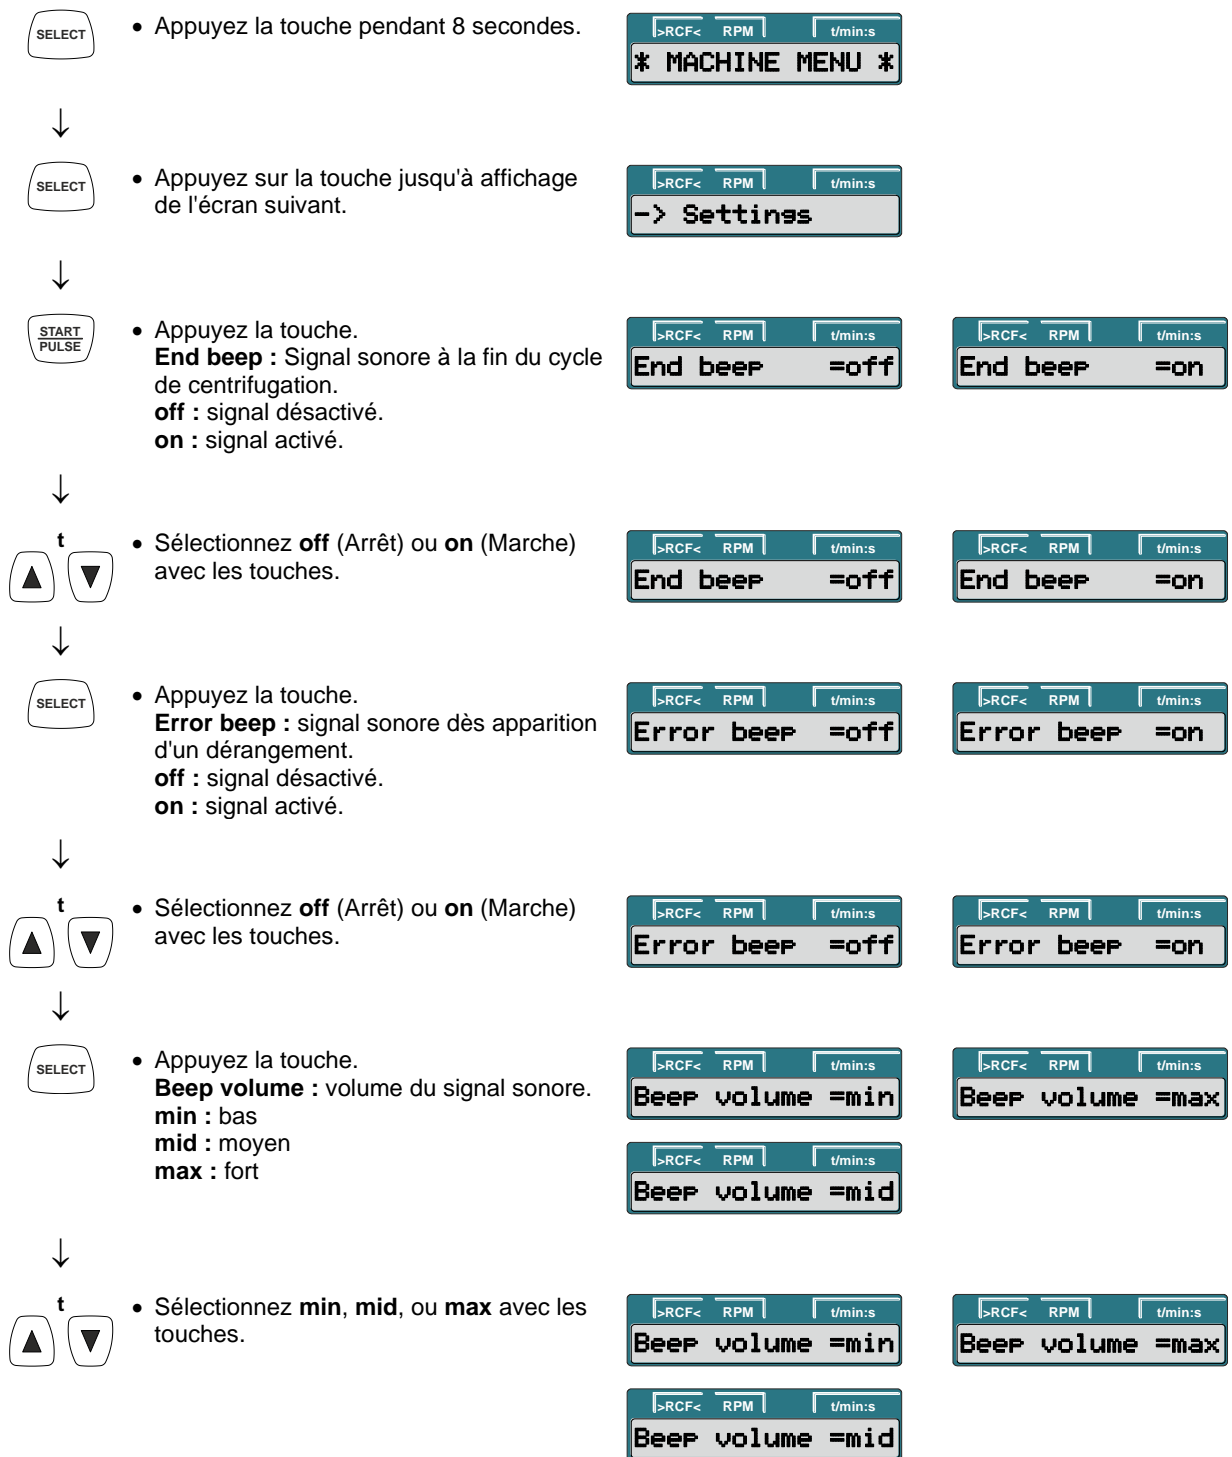 SELECT
• Appuyez la touche pendant 8 secondes.
>RCF< RPM t/min:s
* MACHINE MENU *
↓
SELECT
• Appuyez sur la touche jusqu'à affichage
de l'écran suivant.
>RCF< RPM t/min:s
-> Settings
↓
START
PULSE
• Appuyez la touche.
End beep : Signal sonore à la fin du cycle
de centrifugation.
off : signal désactivé.
on : signal activé.
>RCF< RPM t/min:s
End beep =off
>RCF< RPM t/min:s
End beep =on
↓
t
▲ ▼
• Sélectionnez off (Arrêt) ou on (Marche)
avec les touches.
>RCF< RPM t/min:s
End beep =off
>RCF< RPM t/min:s
End beep =on
↓
SELECT
• Appuyez la touche.
Error beep : signal sonore dès apparition
d'un dérangement.
off : signal désactivé.
on : signal activé.
>RCF< RPM t/min:s
Error beep =off
>RCF< RPM t/min:s
Error beep =on
↓
t
▲ ▼
• Sélectionnez off (Arrêt) ou on (Marche)
avec les touches.
>RCF< RPM t/min:s
Error beep =off
>RCF< RPM t/min:s
Error beep =on
↓
SELECT
• Appuyez la touche.
Beep volume : volume du signal sonore.
min : bas
mid : moyen
max : fort
>RCF< RPM t/min:s
Beep volume =min
>RCF< RPM t/min:s
Beep volume =max
>RCF< RPM t/min:s
Beep volume =mid
↓
t
▲ ▼
• Sélectionnez min, mid, ou max avec les
touches.
>RCF< RPM t/min:s
Beep volume =min
>RCF< RPM t/min:s
Beep volume =max
>RCF< RPM t/min:s
Beep volume =mid